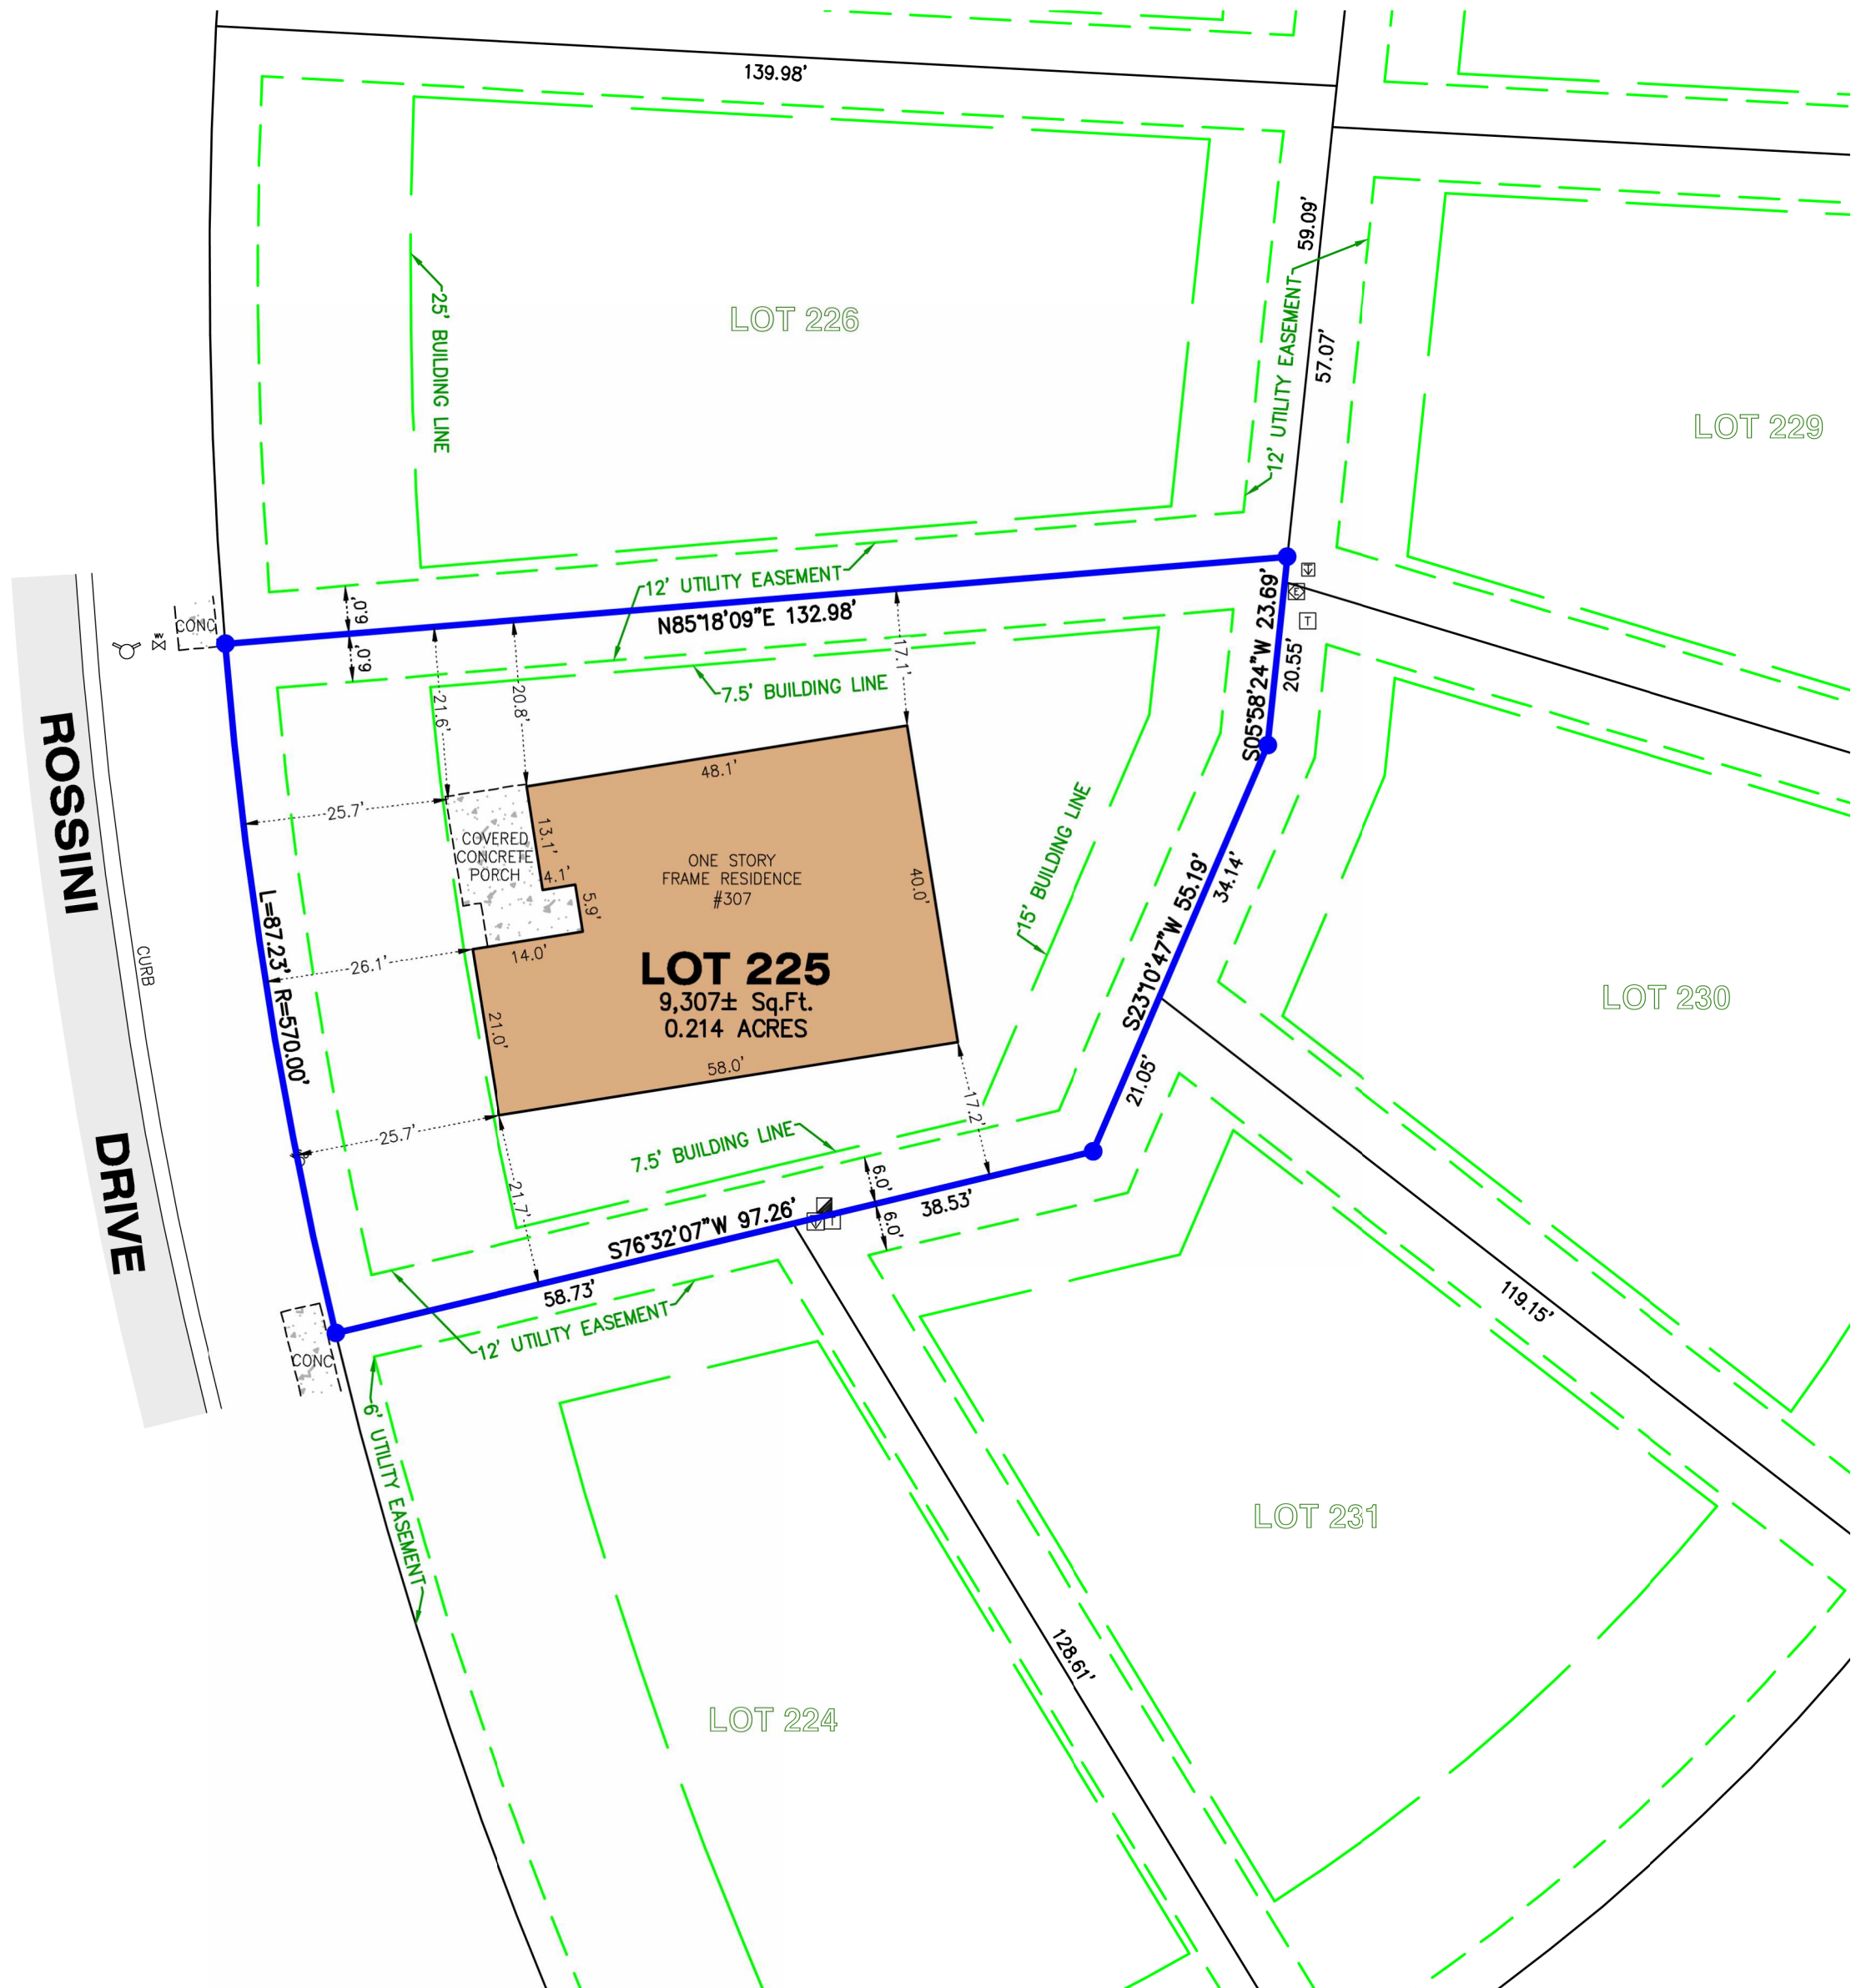 139.98'
59.09'
25' BUILDING LINE
LOT 226
12' UTILITY EASEMENT
57.07'
LOT 229
CONC
WV
6.0'
6.0'
12' UTILITY EASEMENT
N85°18'09"E 132.98'
7.5' BUILDING LINE
17.1'
S05°58'24"W 23.69'
20.55'
E
T
21.6'
20.8'
ROSSINI
DRIVE
CURB
25.7'
48.1'
COVERED
CONCRETE
PORCH
13.1'
4.1'
5.9'
14.0'
ONE STORY
FRAME RESIDENCE
#307
40.0'
15' BUILDING LINE
S23°10'47"W 55.19'
34.14'
L=87.23' R=570.00'
26.1'
LOT 225
9,307± Sq.Ft.
0.214 ACRES
LOT 230
21.0'
58.0'
21.05'
25.7'
17.2'
7.5' BUILDING LINE
21.7'
6.0'
6.0'
S76°32'07"W 97.26'
38.53'
T
58.73'
12' UTILITY EASEMENT
CONC
6' UTILITY EASEMENT
119.15'
LOT 231
128.61'
LOT 224